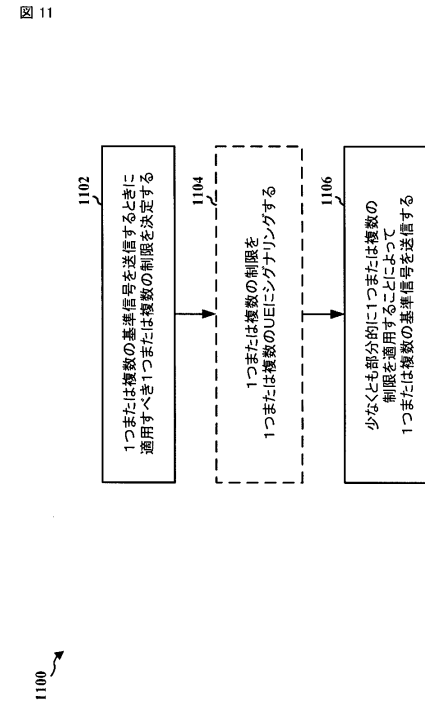 図 11
1100
1102
1つまたは複数の基準信号を送信するときに
適用すべき1つまたは複数の制限を決定する
1104
1つまたは複数の制限を
1つまたは複数のUEにシグナリングする
1106
少なくとも部分的に1つまたは複数の
制限を適用することによって
1つまたは複数の基準信号を送信する